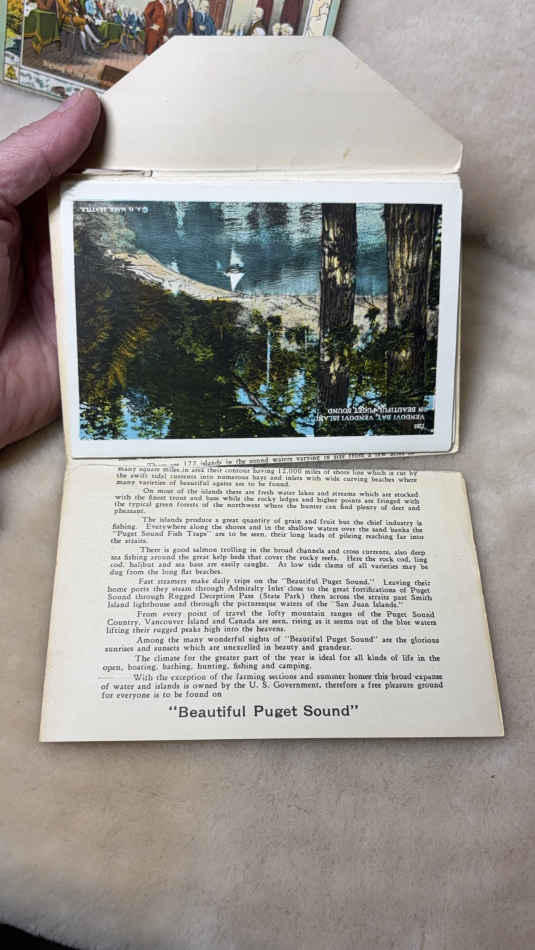 © J. A. O. WARE, SEATTLE.
1281
VENDOVI BAY, VENDOVI ISLAND,
ON BEAUTIFUL PUGET SOUND.
There are 172 islands in the sound waters varying in size from a few acres to
many square miles in area their contour having 12,000 miles of shore line which is cut by
the swift tidal currents into numerous bays and inlets with wide curving beaches where
many varieties of beautiful agates are to be found.
On most of the islands there are fresh water lakes and streams which are stocked
with the finest trout and bass while the rocky ledges and higher points are fringed with
the typical green forests of the northwest where the hunter can find plenty of deer and
pheasant.
The islands produce a great quantity of grain and fruit but the chief industry is
fishing. Everywhere along the shores and in the shallow waters over the sand banks the
"Puget Sound Fish Traps" are to be seen, their long leads of pileing reaching far into
the straits.
There is good salmon trolling in the broad channels and cross currents, also deep
sea fishing around the great kelp beds that cover the rocky reefs. Here the rock cod, ling
cod, halibut and sea bass are easily caught. At low tide clams of all varieties may be
dug from the long flat beaches.
Fast steamers make daily trips on the "Beautiful Puget Sound." Leaving their
home ports they steam through Admiralty Inlet close to the great fortifications of Puget
Sound through Rugged Deception Pass (State Park) then across the straits past Smith
Island lighthouse and through the picturesque waters of the "San Juan Islands."
From every point of travel the lofty mountain ranges of the Puget Sound
Country, Vancouver Island and Canada are seen, rising as it seems out of the blue waters
lifting their rugged peaks high into the heavens.
Among the many wonderful sights of "Beautiful Puget Sound" are the glorious
sunrises and sunsets which are unexcelled in beauty and grandeur.
The climate for the greater part of the year is ideal for all kinds of life in the
open, boating, bathing, hunting, fishing and camping.
With the exception of the farming sections and summer homes this broad expanse
of water and islands is owned by the U. S. Government, therefore a free pleasure ground
for everyone to be found on
"Beautiful Puget Sound"